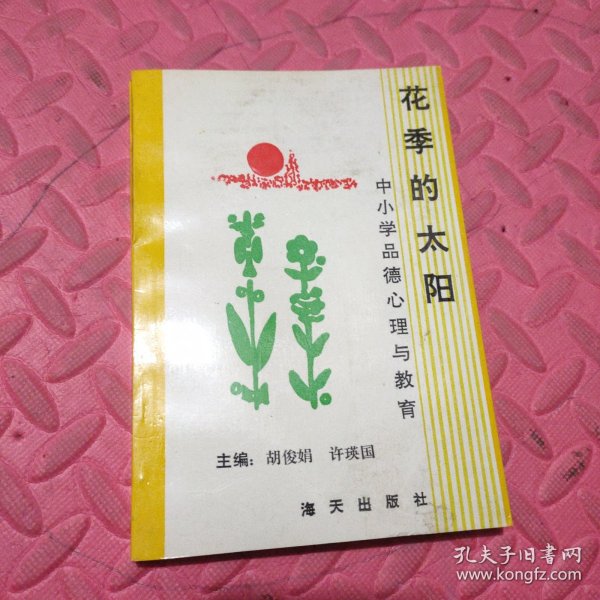 花季的太阳
中小学品德心理与教育
主编：胡俊娟 许瑛国
海天出版社
孔夫子旧书网
www.kongfz.com